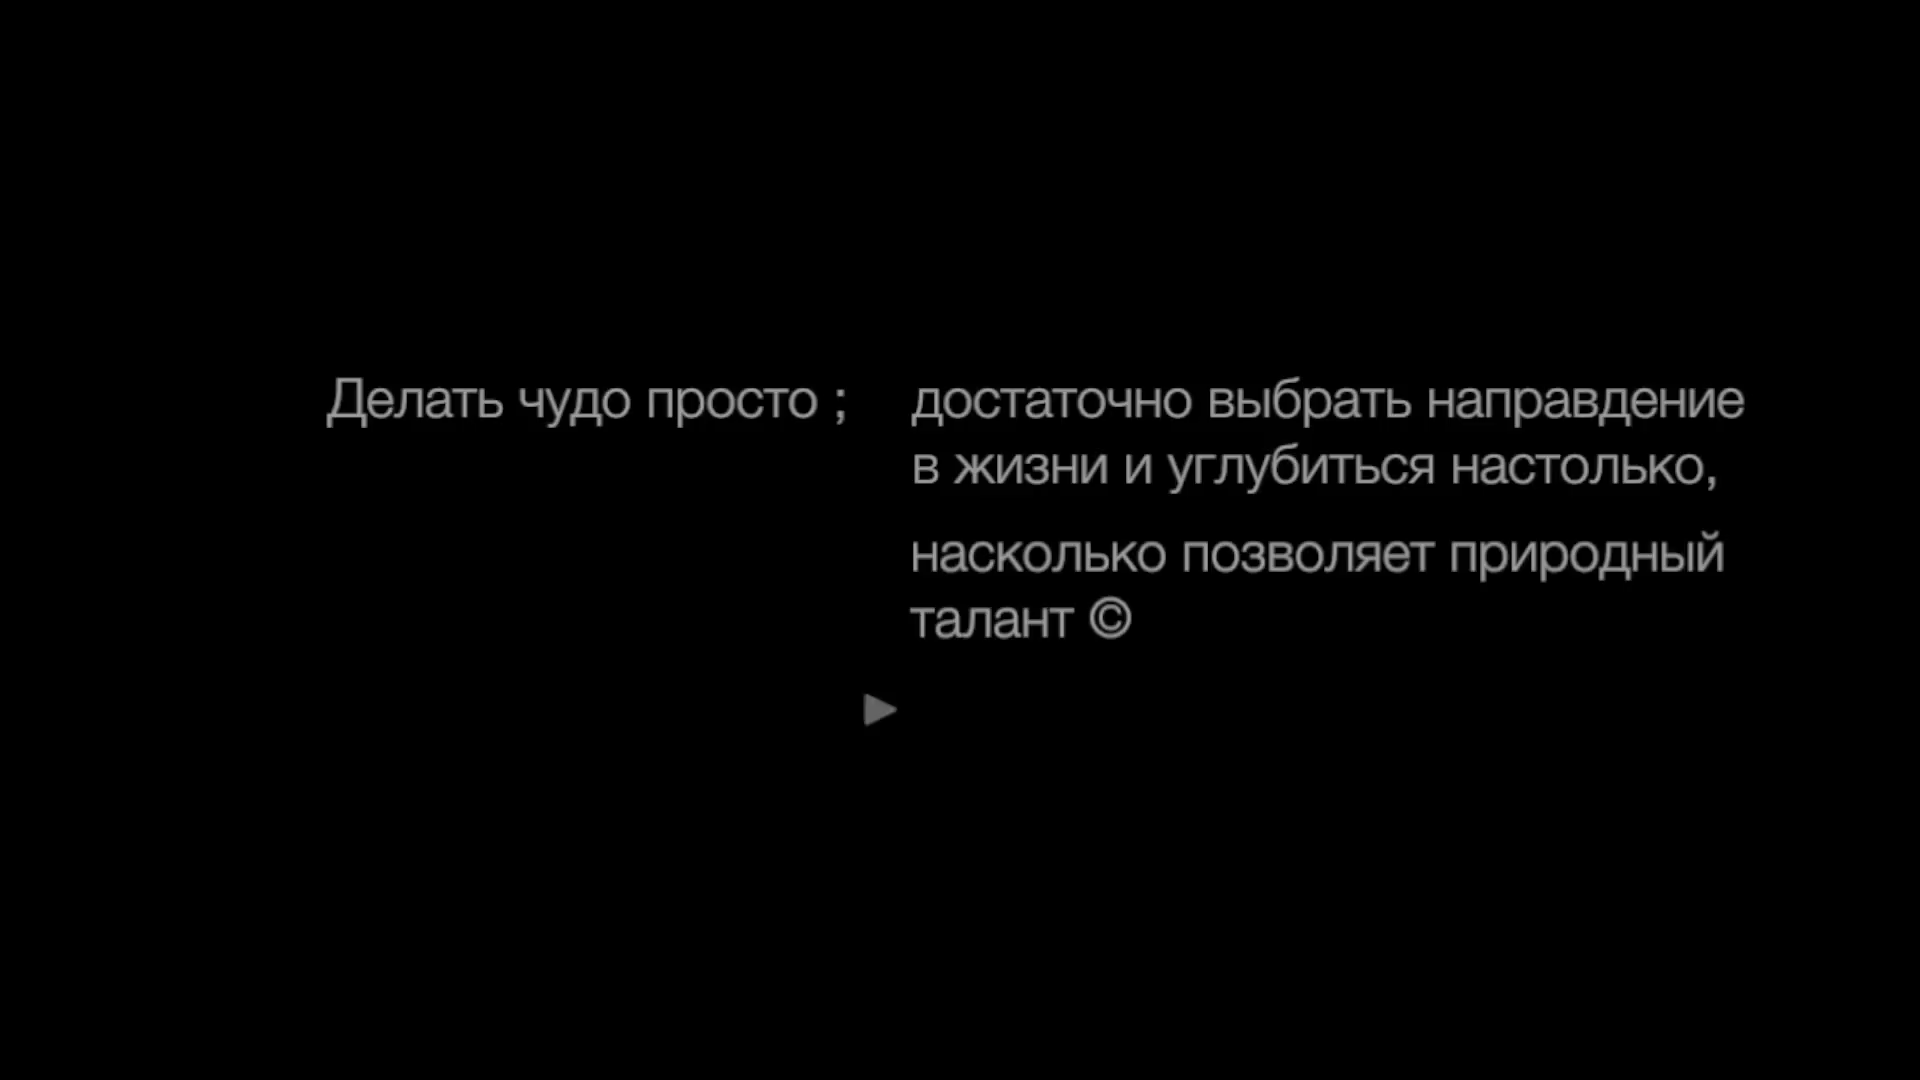 Делать чудо просто ; достаточно выбрать направдение
в жизни и углубиться настолько,
насколько позволяет природный
талант ©